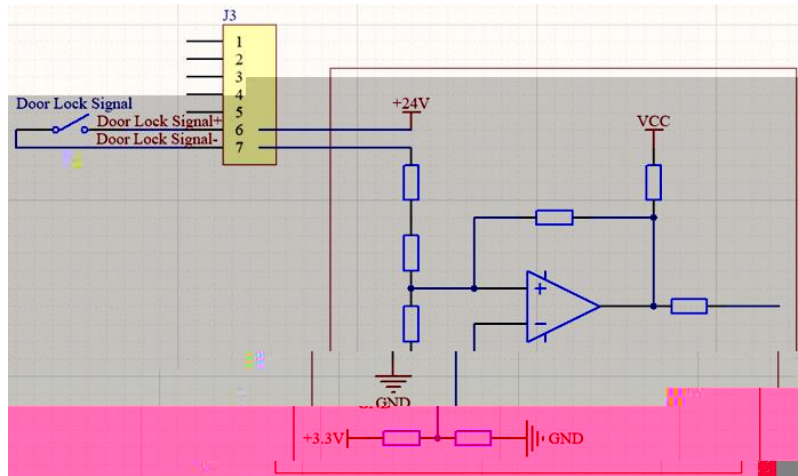 J3
1
2
3
4
5
6
7
Door Lock Signal
Door Lock Signal+
Door Lock Signal-
+24V
VCC
+
−
GND
+3.3V
GND